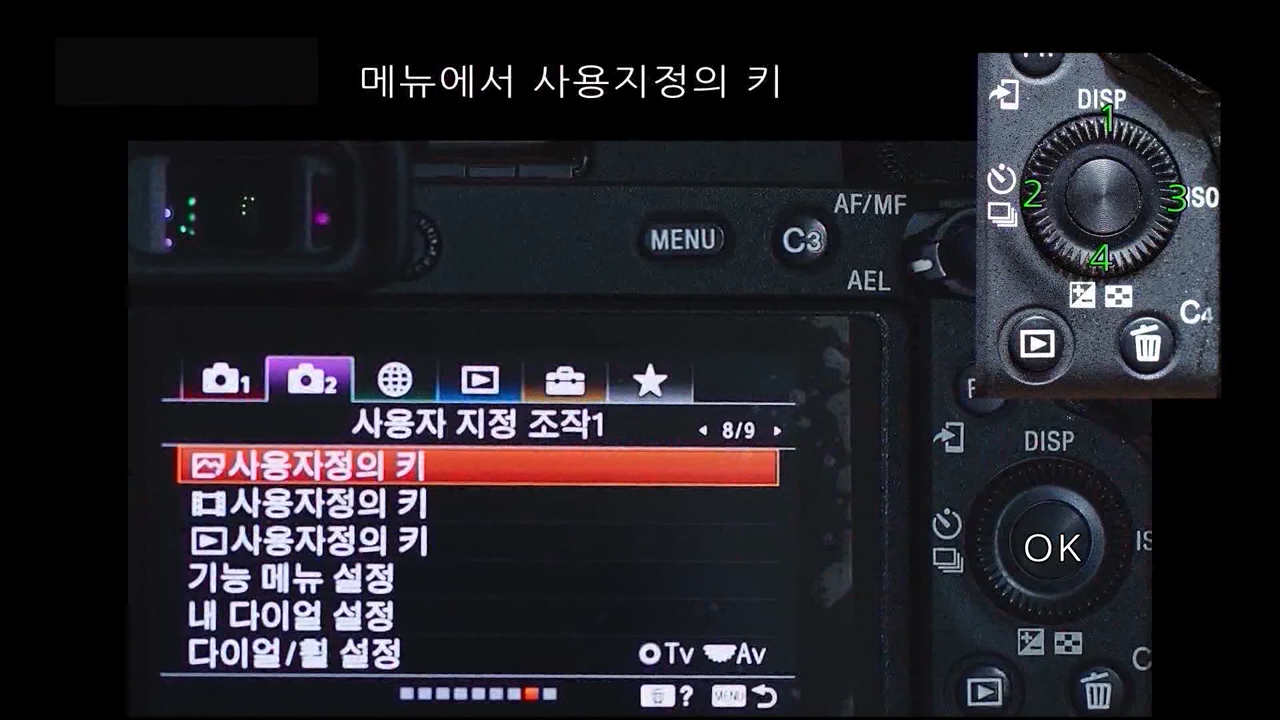 메뉴에서 사용지정의 키
DISP
1
2
3
ISO
4
C4
AF/MF
MENU
C3
AEL
1
2
사용자 지정 조작1
8/9
사용자정의 키
사용자정의 키
사용자정의 키
기능 메뉴 설정
내 다이얼 설정
다이얼/휠 설정
Tv Av
? MENU
DISP
OK